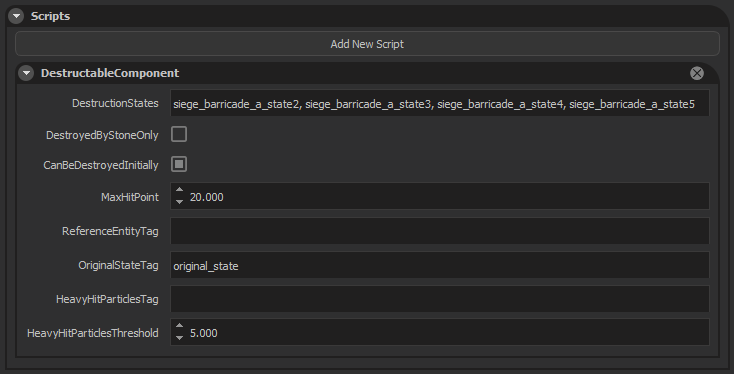 Scripts
Add New Script
DestructableComponent
DestructionStates siege_barricade_a_state2, siege_barricade_a_state3, siege_barricade_a_state4, siege_barricade_a_state5
DestroyedByStoneOnly
CanBeDestroyedInitially
MaxHitPoint 20.000
ReferenceEntityTag
OriginalStateTag original_state
HeavyHitParticlesTag
HeavyHitParticlesThreshold 5.000